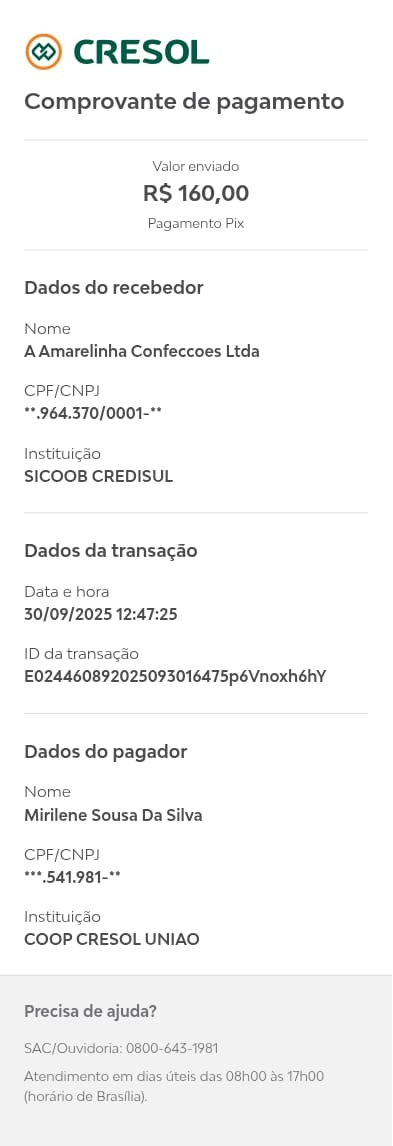 CRESOL
Comprovante de pagamento
Valor enviado
R$ 160,00
Pagamento Pix
Dados do recebedor
Nome
A Amarelinha Confeccoes Ltda
CPF/CNPJ
**.964.370/0001-**
Instituição
SICOOB CREDISUL
Dados da transação
Data e hora
30/09/2025 12:47:25
ID da transação
E024460892025093016475p6Vnoxh6hY
Dados do pagador
Nome
Mirilene Sousa Da Silva
CPF/CNPJ
***.541.981-**
Instituição
COOP CRESOL UNIAO
Precisa de ajuda?
SAC/Ouvidoria: 0800-643-1981
Atendimento em dias úteis das 08h00 às 17h00
(horário de Brasília).